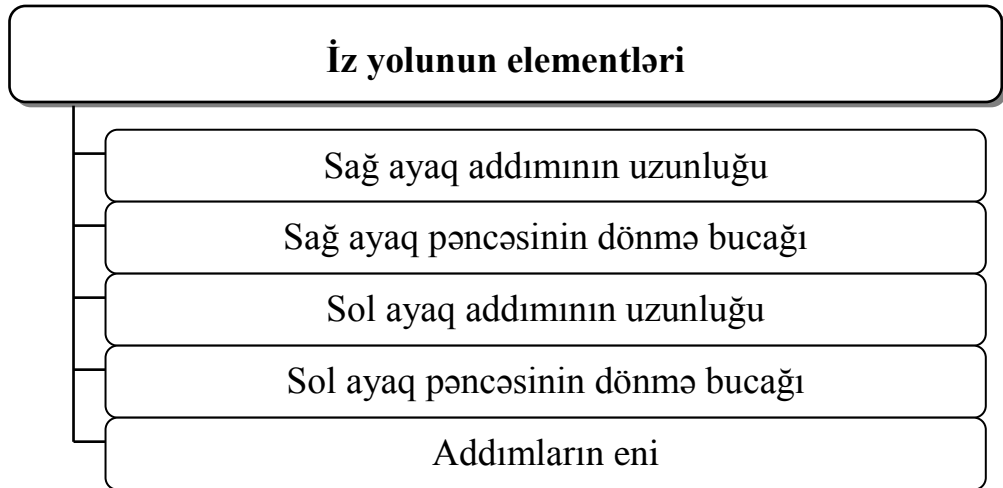 İz yolunun elementləri
Sağ ayaq addımının uzunluğu
Sağ ayaq pəncəsinin dönmə bucağı
Sol ayaq addımının uzunluğu
Sol ayaq pəncəsinin dönmə bucağı
Addımların eni